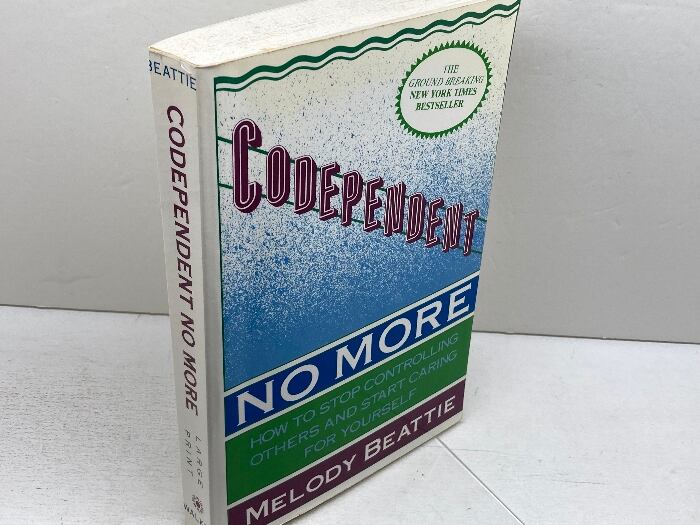 BEATTIE
CODEPENDENT NO MORE
LARGE
PRINT
THE
GROUND-BREAKING
NEW YORK TIMES
BESTSELLER
CODEPENDENT
NO MORE
HOW TO STOP CONTROLLING
OTHERS AND START CARING
FOR YOURSELF
MELODY BEATTIE